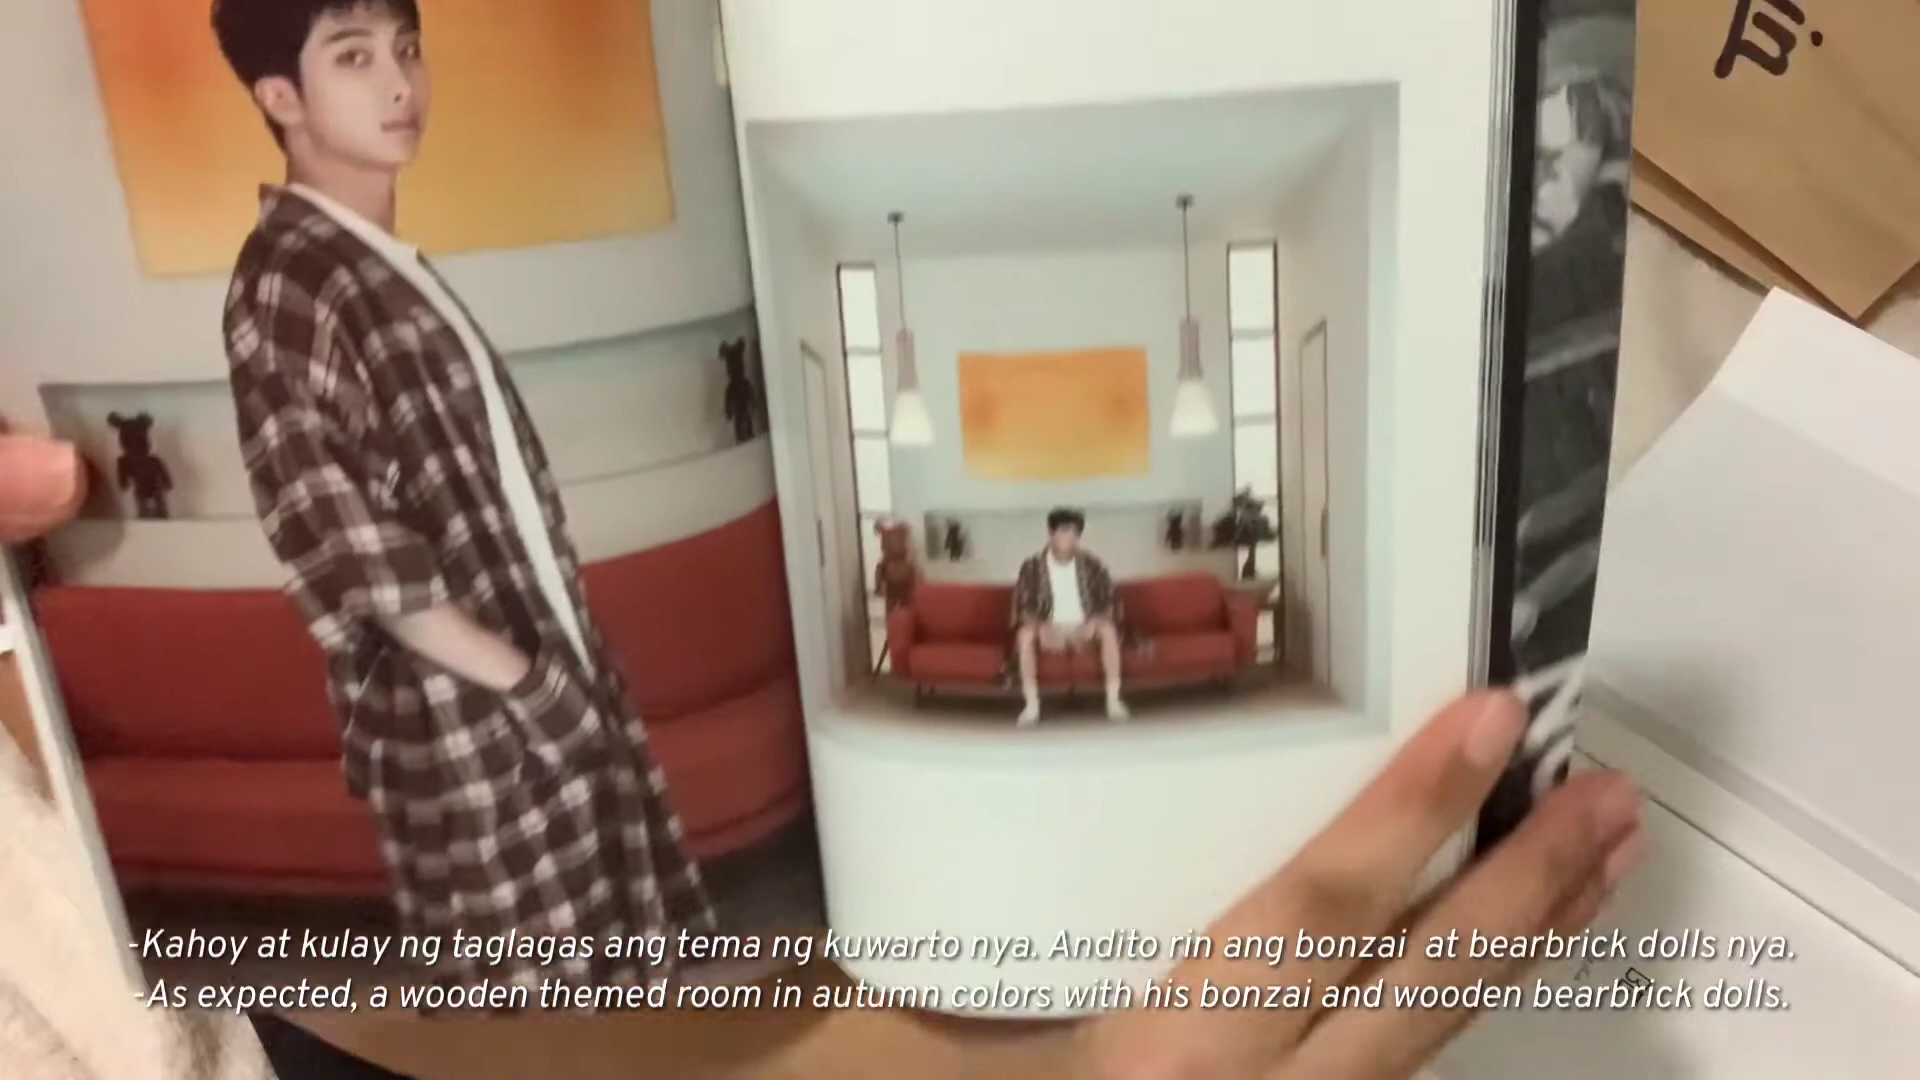 -Kahoy at kulay ng taglagas ang tema ng kuwarto nya. Andito rin ang bonzai at bearbrick dolls nya.
-As expected, a wooden themed room in autumn colors with his bonzai and wooden bearbrick dolls.